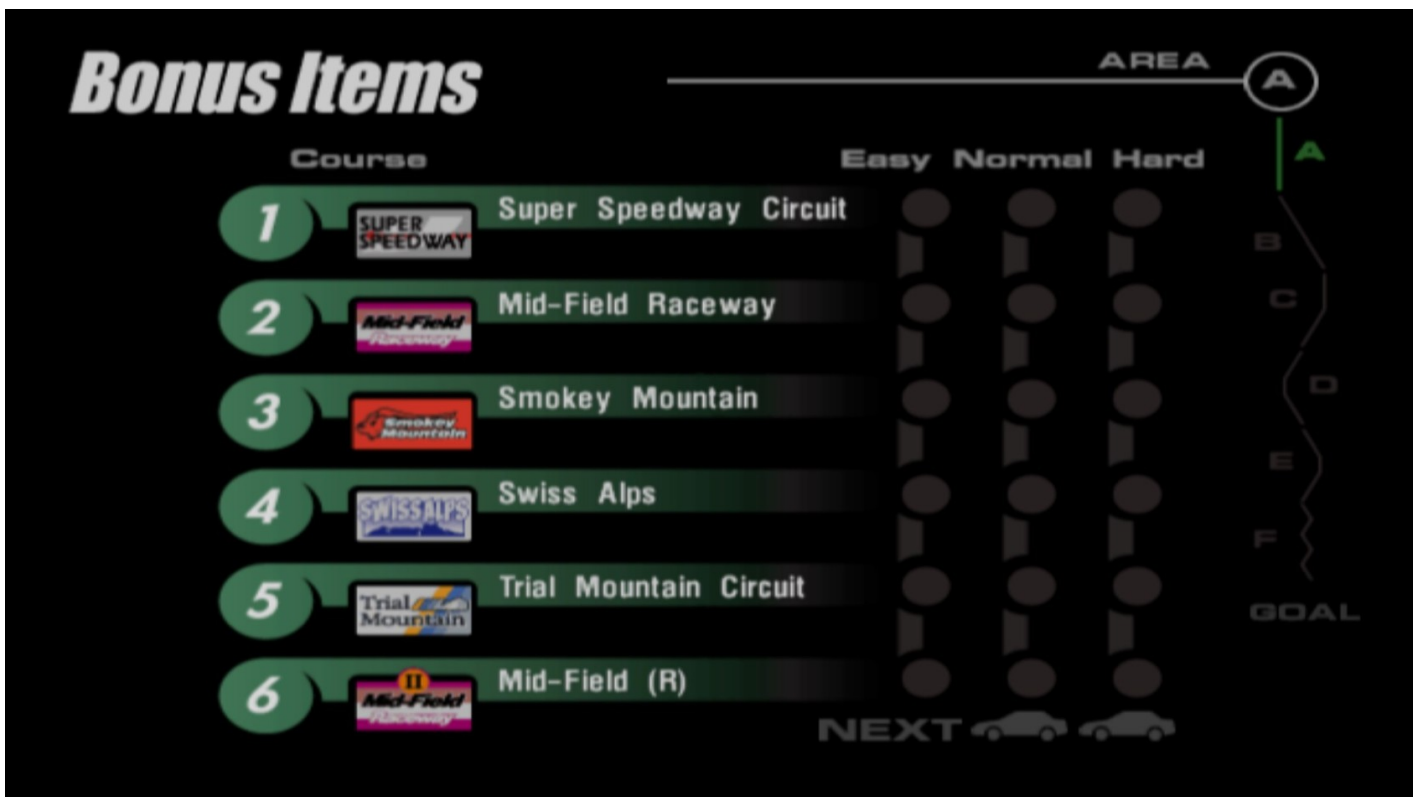 Bonus Items
AREA
A
Course
Easy Normal Hard
A
1
SUPER
SPEEDWAY
Super Speedway Circuit
B
2
Mid-Field
Raceway
Mid-Field Raceway
C
3
Smokey
Mountain
Smokey Mountain
D
4
SWISS ALPS
Swiss Alps
E
F
5
Trial
Mountain
Trial Mountain Circuit
GOAL
6
II
Mid-Field
Raceway
Mid-Field (R)
NEXT